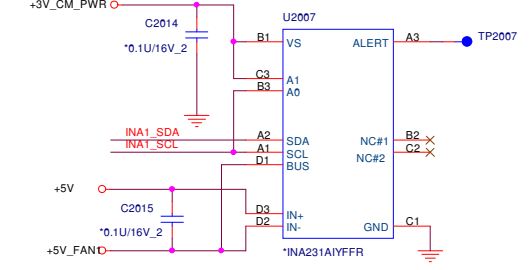 +3V_CM_PWR
C2014
*0.1U/16V_2
U2007
B1 VS ALERT A3 TP2007
C3 A1
B3 A0
INA1_SDA A2 SDA NC#1 B2
INA1_SCL A1 SCL NC#2 C2
D1 BUS
+5V
C2015
*0.1U/16V_2
D3 IN+
D2 IN- GND C1
+5V_FAN1
*INA231AIYFFR